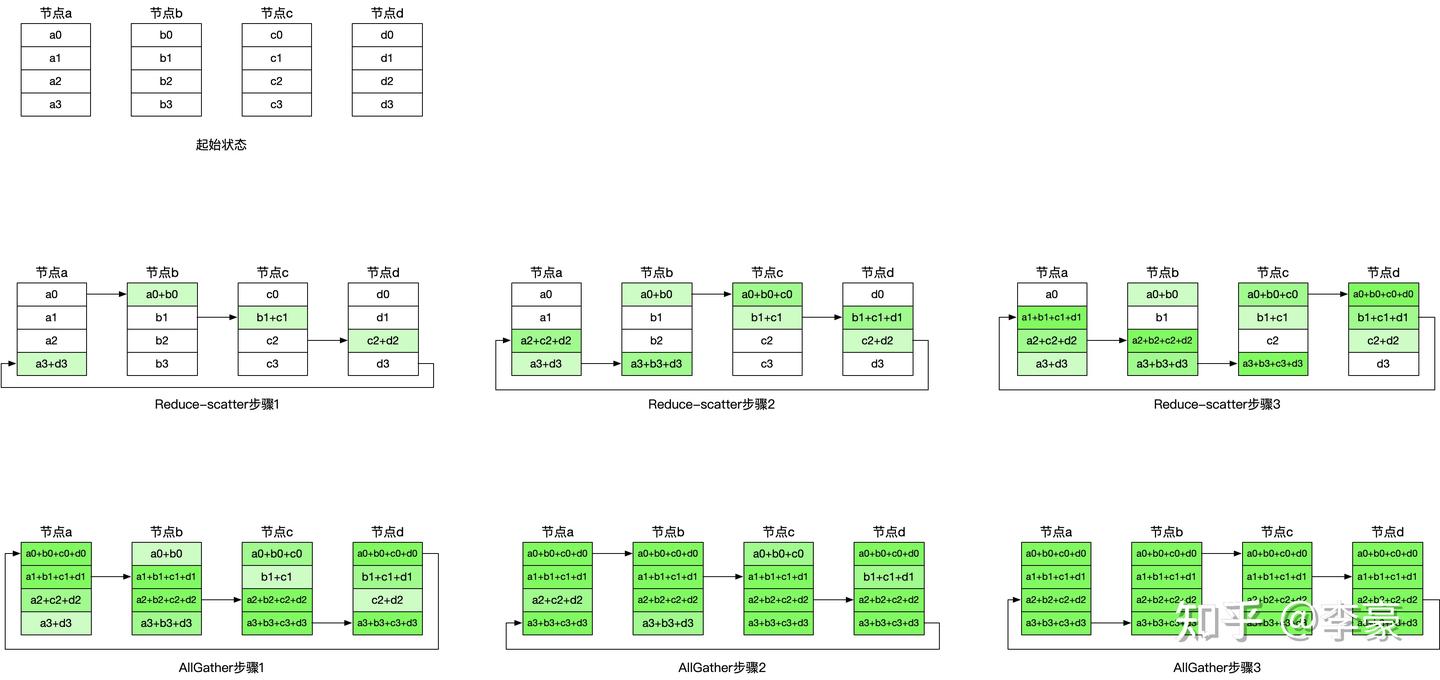 节点a 节点b 节点c 节点d
a0 b0 c0 d0
a1 b1 c1 d1
a2 b2 c2 d2
a3 b3 c3 d3
起始状态
节点a 节点b 节点c 节点d
a0 a0+b0 c0 d0
a1 b1 b1+c1 d1
a2 b2 c2 c2+d2
a3+d3 b3 c3 d3
Reduce-scatter步骤1
节点a 节点b 节点c 节点d
a0 a0+b0 a0+b0+c0 d0
a1 b1 b1+c1 b1+c1+d1
a2+c2+d2 b2 c2 c2+d2
a3+d3 a3+b3+d3 c3 d3
Reduce-scatter步骤2
节点a 节点b 节点c 节点d
a0 a0+b0 a0+b0+c0 a0+b0+c0+d0
a1+b1+c1+d1 b1 b1+c1 b1+c1+d1
a2+c2+d2 a2+b2+c2+d2 c2 c2+d2
a3+d3 a3+b3+d3 a3+b3+c3+d3 d3
Reduce-scatter步骤3
节点a 节点b 节点c 节点d
a0+b0+c0+d0 a0+b0 a0+b0+c0 a0+b0+c0+d0
a1+b1+c1+d1 a1+b1+c1+d1 b1+c1 b1+c1+d1
a2+c2+d2 a2+b2+c2+d2 a2+b2+c2+d2 c2+d2
a3+d3 a3+b3+d3 a3+b3+c3+d3 a3+b3+c3+d3
AllGather步骤1
节点a 节点b 节点c 节点d
a0+b0+c0+d0 a0+b0+c0+d0 a0+b0+c0 a0+b0+c0+d0
a1+b1+c1+d1 a1+b1+c1+d1 a1+b1+c1+d1 b1+c1+d1
a2+c2+d2 a2+b2+c2+d2 a2+b2+c2+d2 a2+b2+c2+d2
a3+b3+c3+d3 a3+b3+d3 a3+b3+c3+d3 a3+b3+c3+d3
AllGather步骤2
节点a 节点b 节点c 节点d
a0+b0+c0+d0 a0+b0+c0+d0 a0+b0+c0+d0 a0+b0+c0+d0
a1+b1+c1+d1 a1+b1+c1+d1 a1+b1+c1+d1 a1+b1+c1+d1
a2+b2+c2+d2 a2+b2+c2+d2 a2+b2+c2+d2 a2+b2+c2+d2
a3+b3+c3+d3 a3+b3+c3+d3 a3+b3+c3+d3 a3+b3+c3+d3
知乎 @李豪
AllGather步骤3